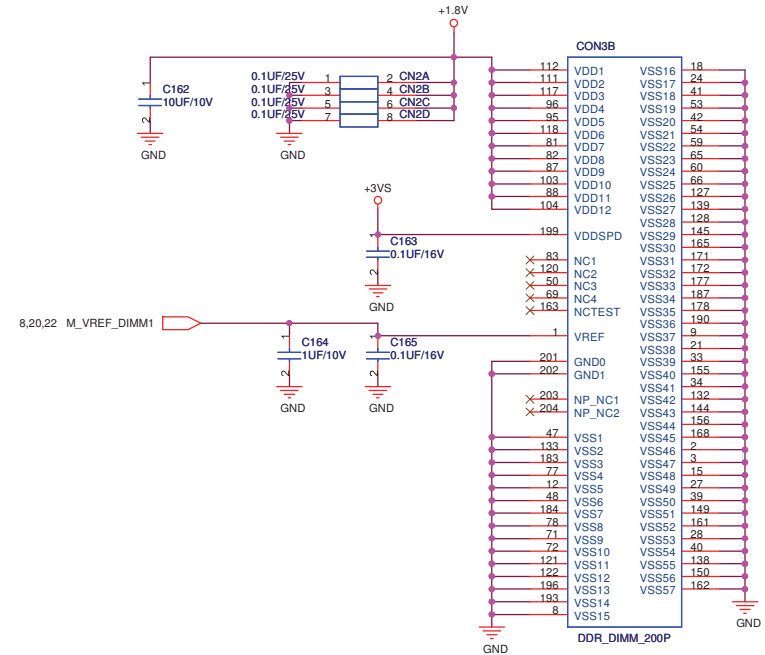 +1.8V
CON3B
C162
10UF/10V
1
2
GND
0.1UF/25V 1 2 CN2A
0.1UF/25V 3 4 CN2B
0.1UF/25V 5 6 CN2C
0.1UF/25V 7 8 CN2D
GND
112 VDD1 VSS16 18
111 VDD2 VSS17 24
117 VDD3 VSS18 41
96 VDD4 VSS19 53
95 VDD5 VSS20 42
118 VDD6 VSS21 54
81 VDD7 VSS22 59
82 VDD8 VSS23 65
87 VDD9 VSS24 60
103 VDD10 VSS25 66
88 VDD11 VSS26 127
104 VDD12 VSS27 139
VSS28 128
+3VS
199 VDDSPD VSS29 145
VSS30 165
C163
0.1UF/16V
1
2
GND
83 NC1 VSS31 171
120 NC2 VSS32 172
50 NC3 VSS33 177
69 NC4 VSS34 187
163 NCTEST VSS35 178
VSS36 190
8,20,22 M_VREF_DIMM1
1 VREF VSS37 9
VSS38 21
C164
1UF/10V
1
2
GND
C165
0.1UF/16V
1
2
GND
201 GND0 VSS39 33
202 GND1 VSS40 155
VSS41 34
203 NP_NC1 VSS42 132
204 NP_NC2 VSS43 144
VSS44 156
47 VSS1 VSS45 168
133 VSS2 VSS46 2
183 VSS3 VSS47 3
77 VSS4 VSS48 15
12 VSS5 VSS49 27
48 VSS6 VSS50 39
184 VSS7 VSS51 149
78 VSS8 VSS52 161
71 VSS9 VSS53 28
72 VSS10 VSS54 40
121 VSS11 VSS55 138
122 VSS12 VSS56 150
196 VSS13 VSS57 162
193 VSS14
8 VSS15
GND
GND
DDR_DIMM_200P